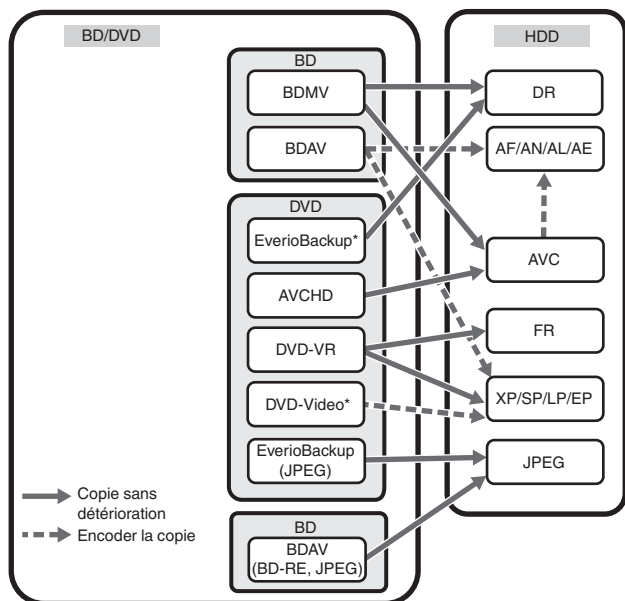 BD/DVD
BD
BDMV
BDAV
DVD
EverioBackup*
AVCHD
DVD-VR
DVD-Video*
EverioBackup
(JPEG)
BD
BDAV
(BD-RE, JPEG)
Copie sans
détérioration
Encoder la copie
HDD
DR
AF/AN/AL/AE
AVC
FR
XP/SP/LP/EP
JPEG